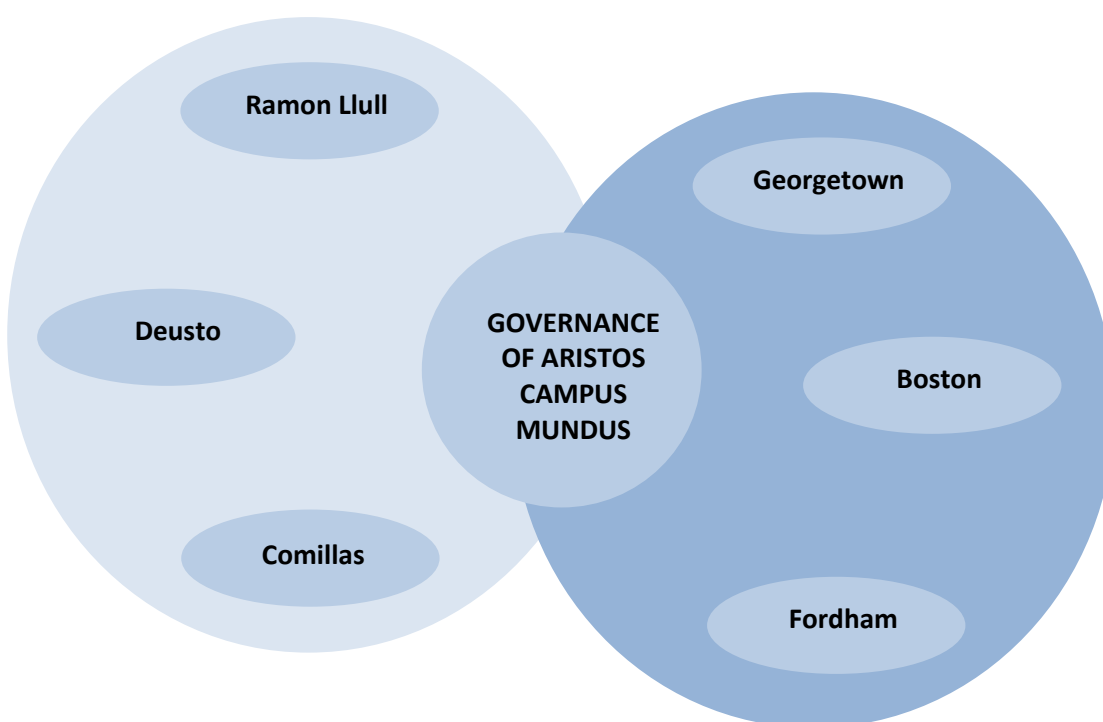 Ramon Llull
Deusto
Comillas
GOVERNANCE
OF ARISTOS
CAMPUS
MUNDUS
Georgetown
Boston
Fordham